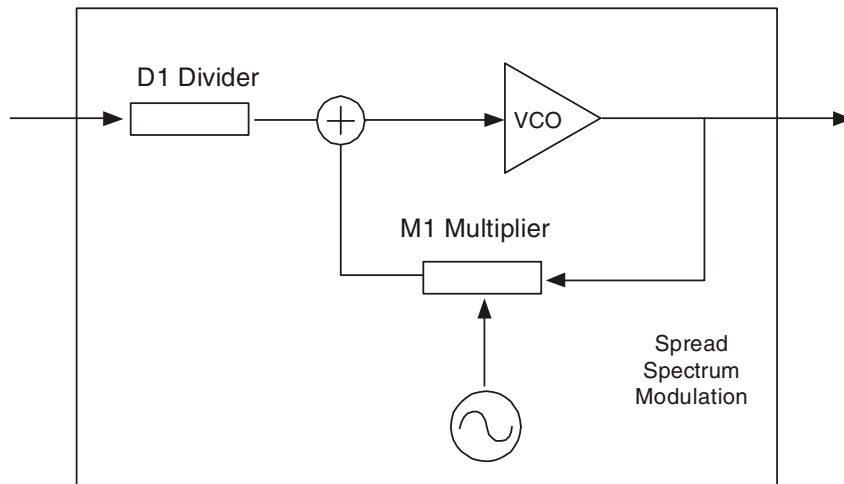 D1 Divider
VCO
M1 Multiplier
Spread
Spectrum
Modulation